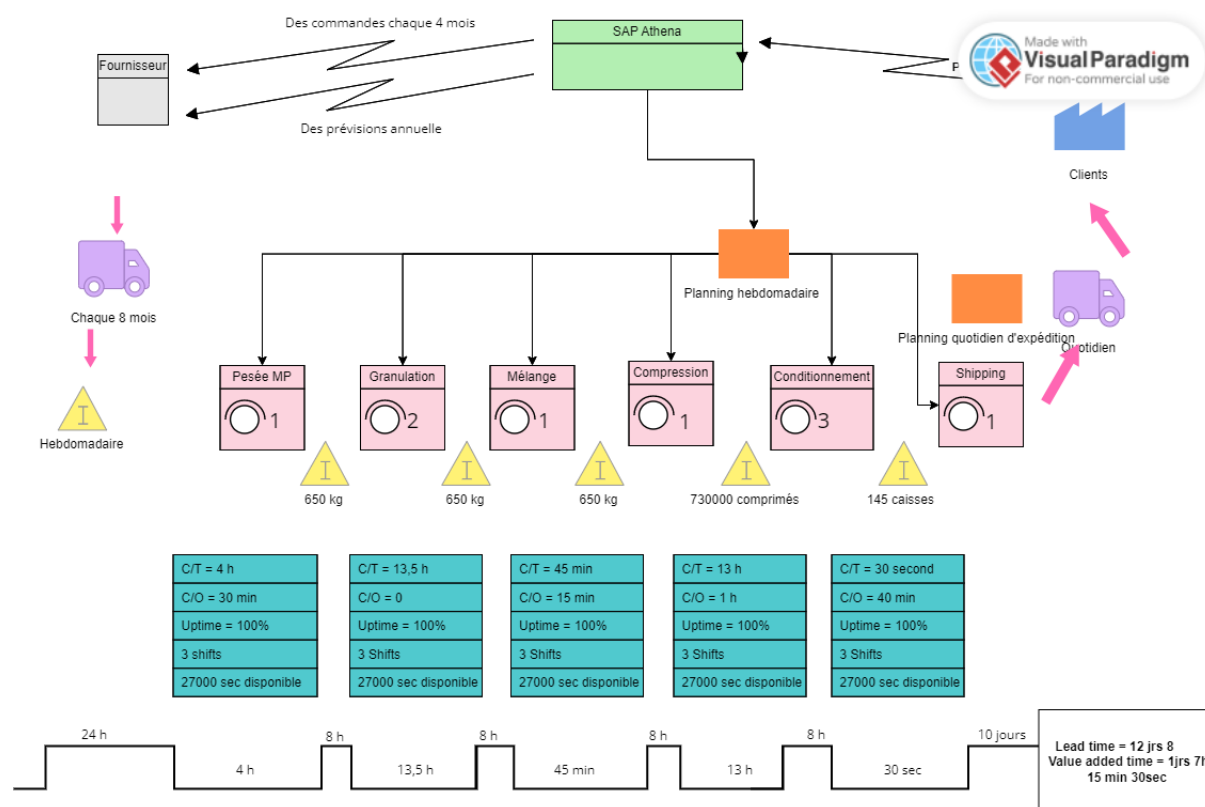 Des commandes chaque 4 mois
SAP Athena
Made with
VisualParadigm
For non-commercial use
Fournisseur
P
Des prévisions annuelle
Clients
Planning hebdomadaire
Chaque 8 mois
Planning quotidien d'expédition
Quotidien
Pesée MP
Granulation
Mélange
Compression
Conditionnement
Shipping
1
2
1
1
3
1
I
Hebdomadaire
I
I
I
I
I
650 kg
650 kg
650 kg
730000 comprimés
145 caisses
C/T = 4 h
C/O = 30 min
Uptime = 100%
3 shifts
27000 sec disponible
C/T = 13,5 h
C/O = 0
Uptime = 100%
3 Shifts
27000 sec disponible
C/T = 45 min
C/O = 15 min
Uptime = 100%
3 Shifts
27000 sec disponible
C/T = 13 h
C/O = 1 h
Uptime = 100%
3 Shifts
27000 sec disponible
C/T = 30 second
C/O = 40 min
Uptime = 100%
3 Shifts
27000 sec disponible
24 h
8 h
8 h
8 h
8 h
10 jours
4 h
13,5 h
45 min
13 h
30 sec
Lead time = 12 jrs 8
Value added time = 1jrs 7h
15 min 30sec